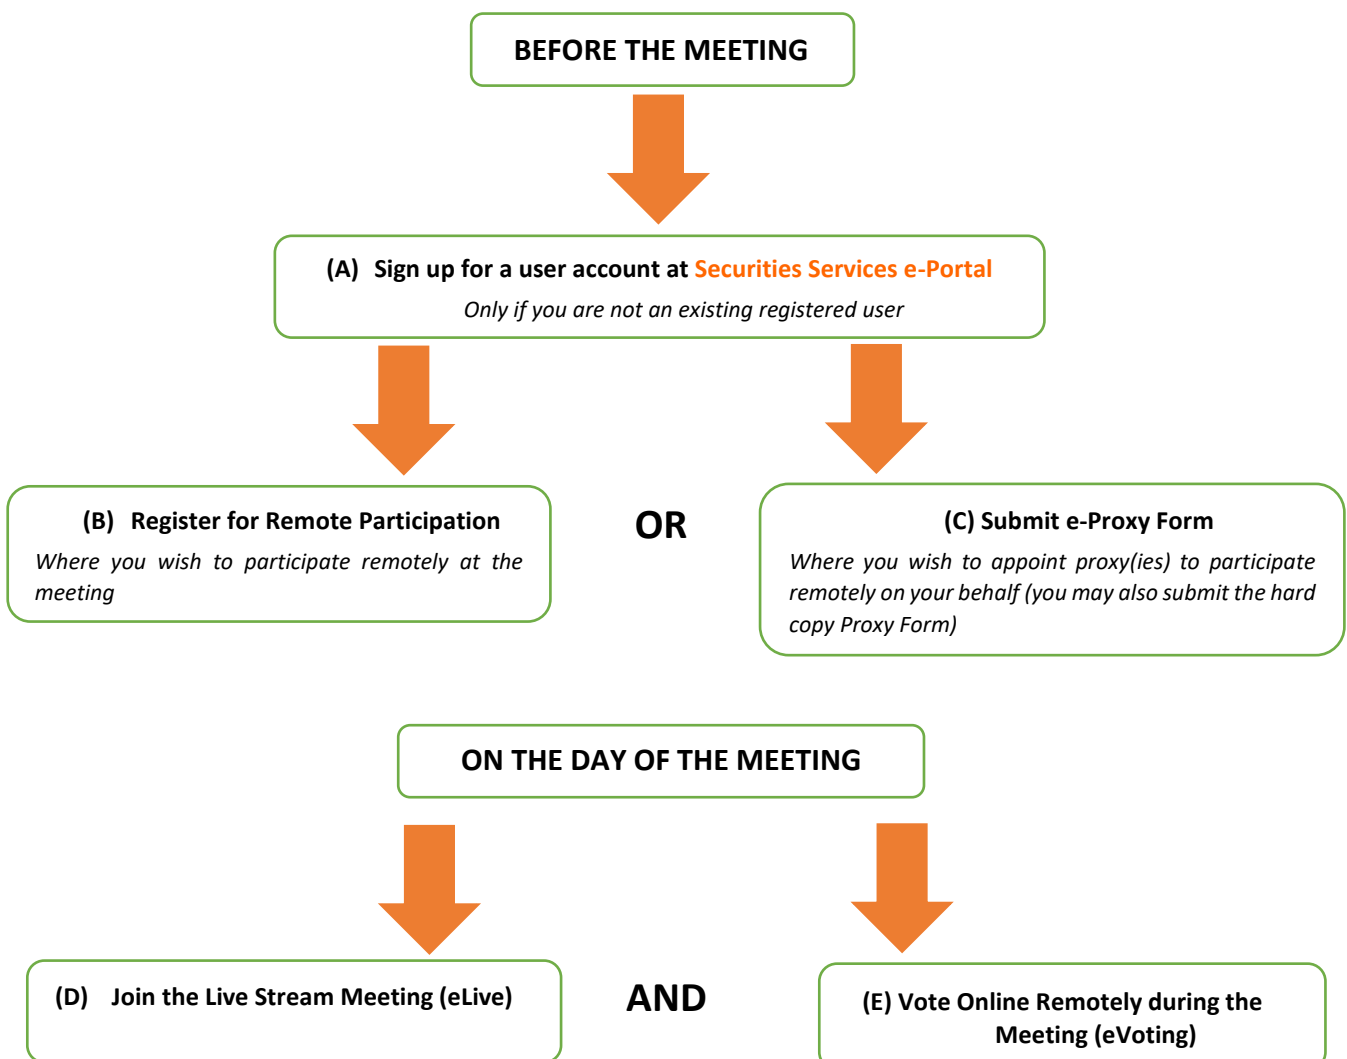 BEFORE THE MEETING
(A) Sign up for a user account at Securities Services e-Portal
Only if you are not an existing registered user
(B) Register for Remote Participation
Where you wish to participate remotely at the
meeting
OR
(C) Submit e-Proxy Form
Where you wish to appoint proxy(ies) to participate
remotely on your behalf (you may also submit the hard
copy Proxy Form)
ON THE DAY OF THE MEETING
(D) Join the Live Stream Meeting (eLive)
AND
(E) Vote Online Remotely during the
Meeting (eVoting)